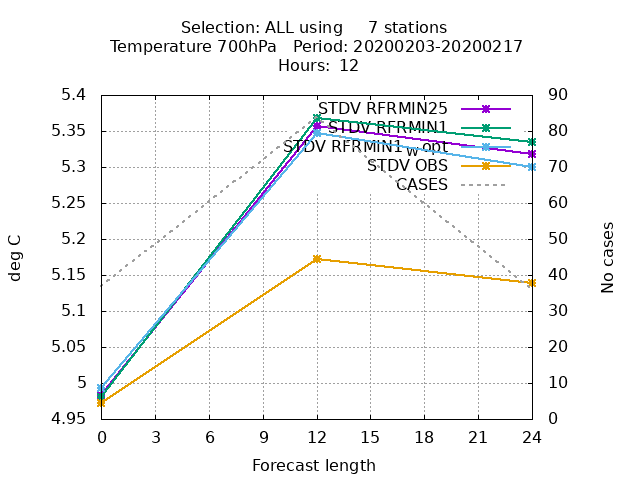 Selection: ALL using 7 stations
Temperature 700hPa Period: 20200203-20200217
Hours: 12
5.4
5.35
5.3
5.25
5.2
5.15
5.1
5.05
5
4.95
deg C
STDV RFRMIN25
STDV RFRMIN1
STDV RFRMIN1_wopt
STDV OBS
CASES
90
80
70
60
50
40
30
20
10
0
No cases
0 3 6 9 12 15 18 21 24
Forecast length